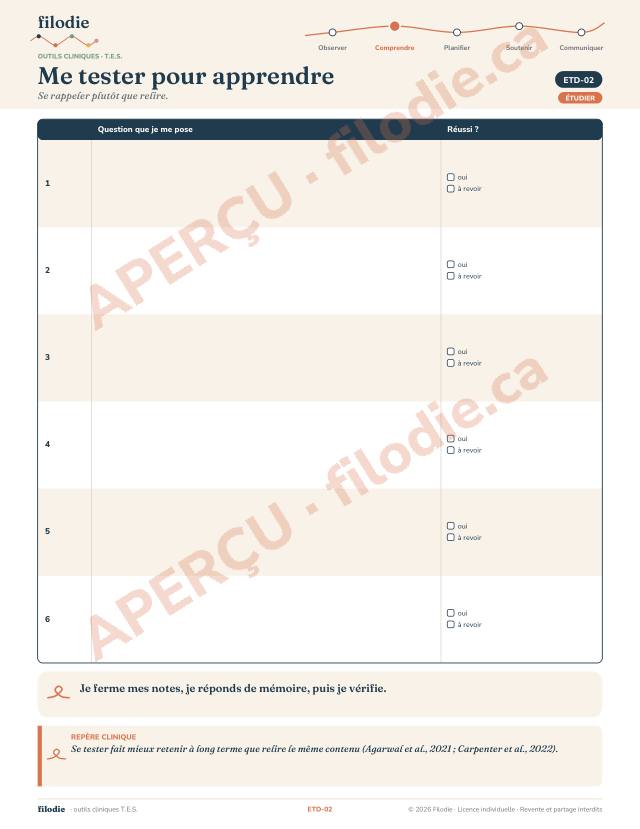 filodie
OUTILS CLINIQUES · T.E.S.
Observer
Comprendre
Planifier
Soutenir
Communiquer
Me tester pour apprendre
Se rappeler plutôt que relire.
ETD-02
ÉTUDIER
Question que je me pose
Réussi ?
1
oui
à revoir
2
oui
à revoir
3
oui
à revoir
4
oui
à revoir
5
oui
à revoir
6
oui
à revoir
APERÇU · filodie.ca
APERÇU · filodie.ca
Je ferme mes notes, je réponds de mémoire, puis je vérifie.
REPÈRE CLINIQUE
Se tester fait mieux retenir à long terme que relire le même contenu (Agarwal et al., 2021 ; Carpenter et al., 2022).
filodie · outils cliniques T.E.S.
ETD-02
© 2026 Filodie · Licence individuelle · Revente et partage interdits